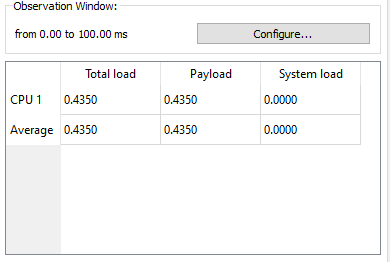 Observation Window:
from 0.00 to 100.00 ms
Configure...
Total load Payload System load
CPU 1 0.4350 0.4350 0.0000
Average 0.4350 0.4350 0.0000